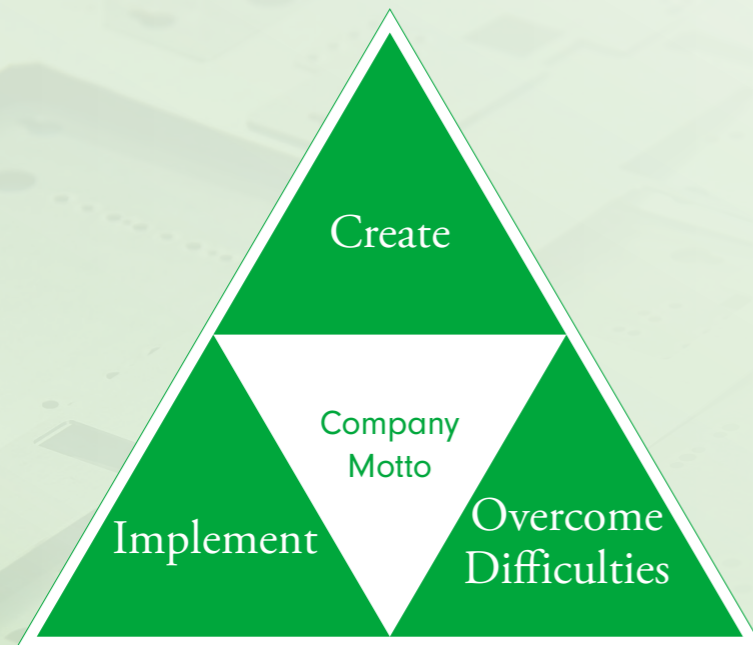 Create
Company
Motto
Implement
Overcome
Difficulties